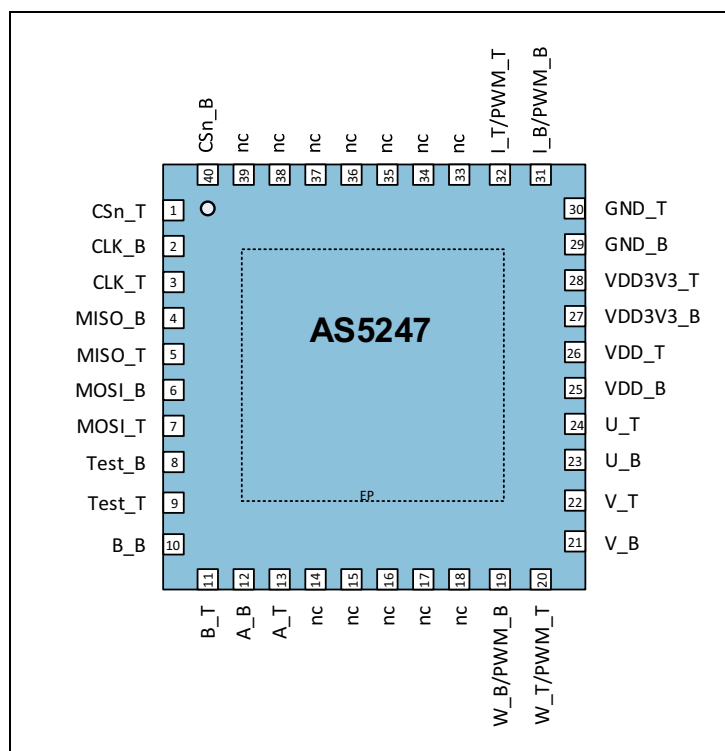 CSn_B
nc
nc
nc
nc
nc
nc
nc
I_T/PWM_T
I_B/PWM_B
40
39
38
37
36
35
34
33
32
31
CSn_T 1
CLK_B 2
CLK_T 3
MISO_B 4
MISO_T 5
MOSI_B 6
MOSI_T 7
Test_B 8
Test_T 9
B_B 10
AS5247
EP
30 GND_T
29 GND_B
28 VDD3V3_T
27 VDD3V3_B
26 VDD_T
25 VDD_B
24 U_T
23 U_B
22 V_T
21 V_B
11
12
13
14
15
16
17
18
19
20
B_T
A_B
A_T
nc
nc
nc
nc
nc
W_B/PWM_B
W_T/PWM_T